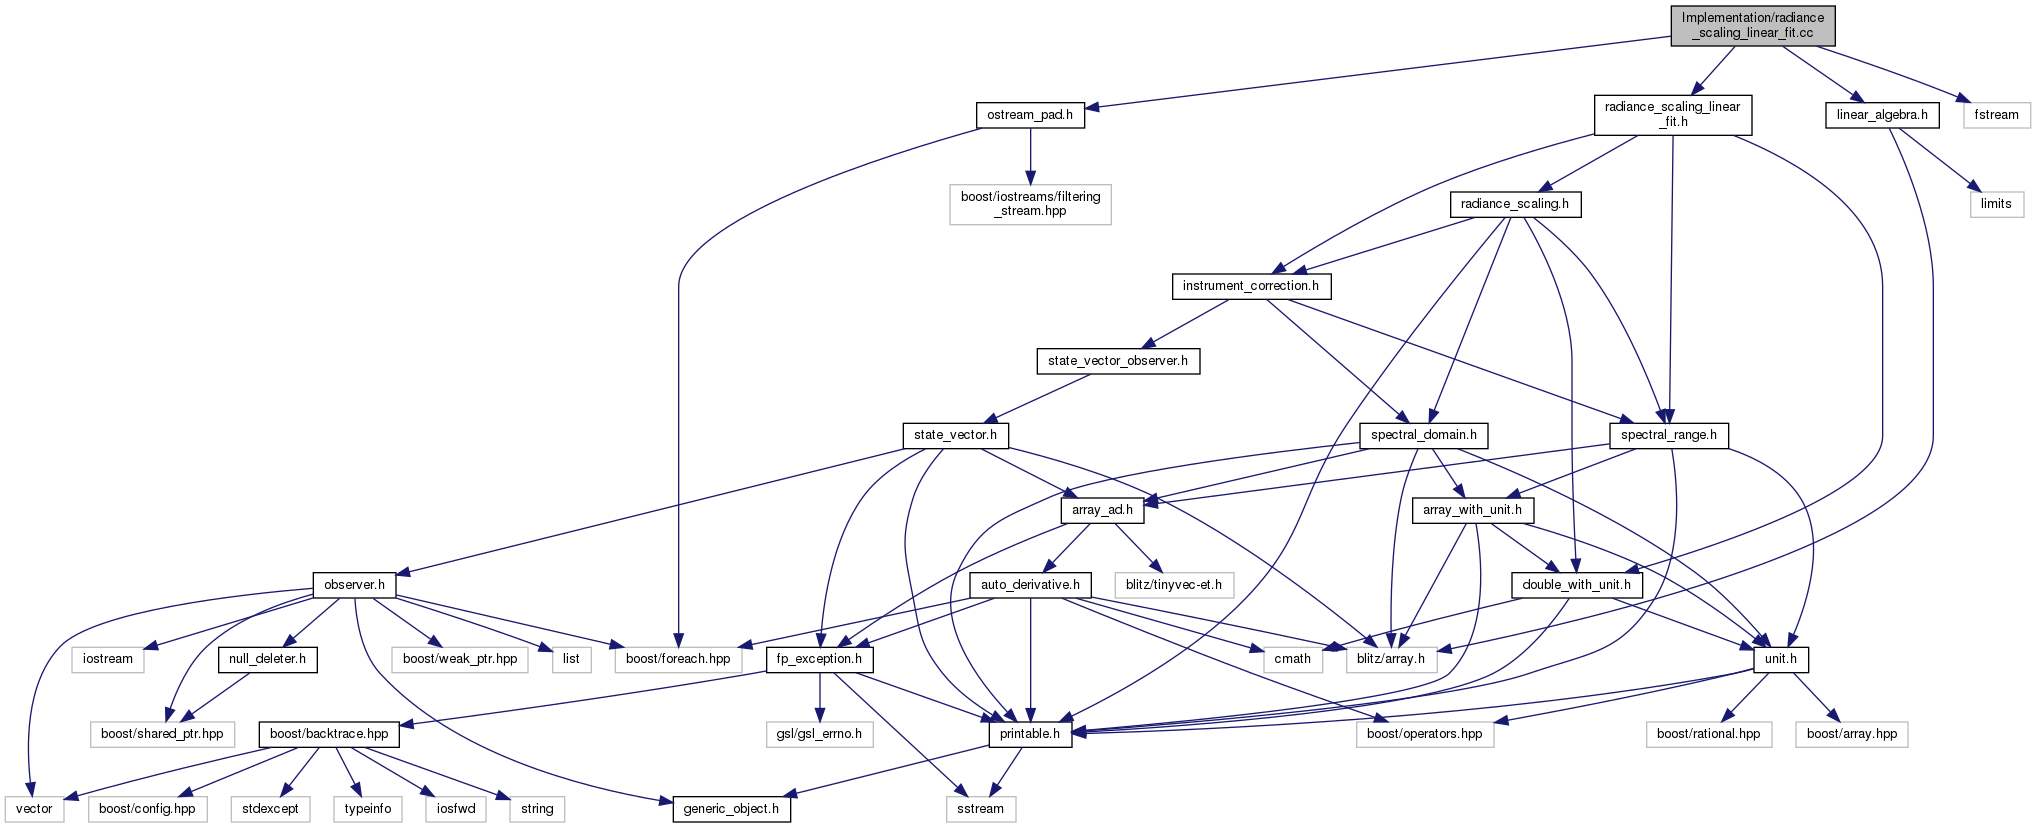 Implementation/radiance
_scaling_linear_fit.cc
ostream_pad.h
radiance_scaling_linear
_fit.h
linear_algebra.h
fstream
boost/iostreams/filtering
_stream.hpp
radiance_scaling.h
limits
instrument_correction.h
state_vector_observer.h
state_vector.h
spectral_domain.h
spectral_range.h
array_ad.h
array_with_unit.h
observer.h
auto_derivative.h
blitz/tinyvec-et.h
double_with_unit.h
iostream
null_deleter.h
boost/weak_ptr.hpp
list
boost/foreach.hpp
fp_exception.h
cmath
blitz/array.h
unit.h
boost/shared_ptr.hpp
boost/backtrace.hpp
gsl/gsl_errno.h
printable.h
boost/operators.hpp
boost/rational.hpp
boost/array.hpp
vector
boost/config.hpp
stdexcept
typeinfo
iosfwd
string
generic_object.h
sstream